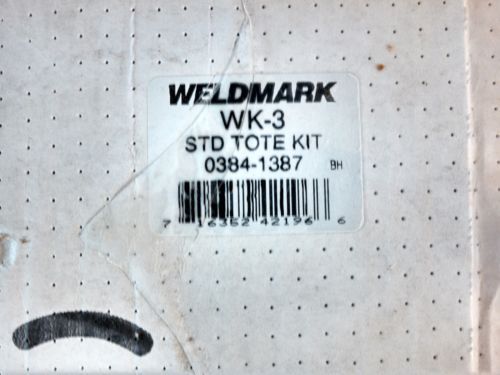 WELDMARK
WK-3
STD TOTE KIT
0384-1387 BH
7 16352 42196 6